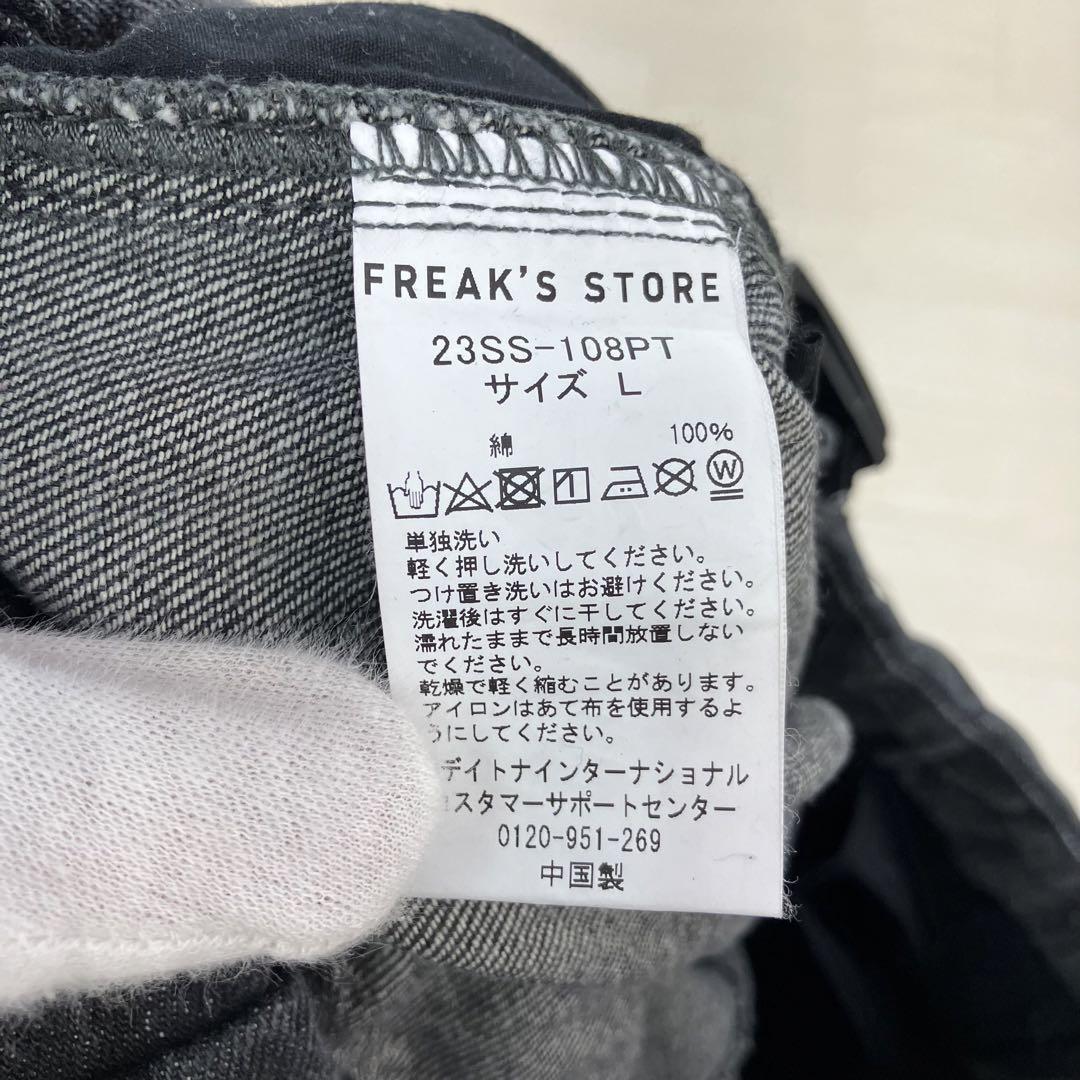 FREAK'S STORE
23SS-108PT
サイズ L
綿 100%
W
単独洗い
軽く押し洗いしてください。
つけ置き洗いはお避けください。
洗濯後はすぐに干してください。
濡れたままで長時間放置しない
でください。
乾燥で軽く縮むことがあります。
アイロンはあて布を使用するよ
うにしてください。
デイトナインターナショナル
カスタマーサポートセンター
0120-951-269
中国製